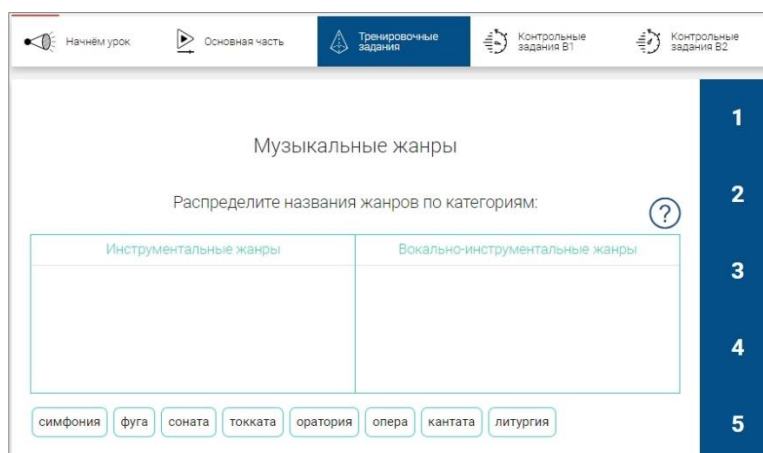 Начнём урок
Основная часть
Тренировочные
задания
Контрольные
задания В1
Контрольные
задания В2
Музыкальные жанры
Распределите названия жанров по категориям:
?
Инструментальные жанры
Вокально-инструментальные жанры
симфония фуга соната токката оратория опера кантата литургия
1
2
3
4
5